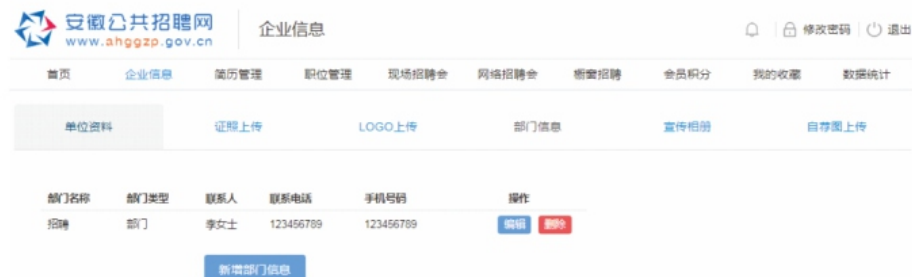 安徽公共招聘网 企业信息 修改密码 退出
www.ahggzp.gov.cn
首页 企业信息 简历管理 职位管理 现场招聘会 网络招聘会 橱窗招聘 会员积分 我的收藏 数据统计
单位资料 证照上传 LOGO上传 部门信息 宣传相册 自荐图上传
部门名称 部门类型 联系人 联系电话 手机号码 操作
招聘 部门 李女士 123456789 123456789 编辑 删除
新增部门信息